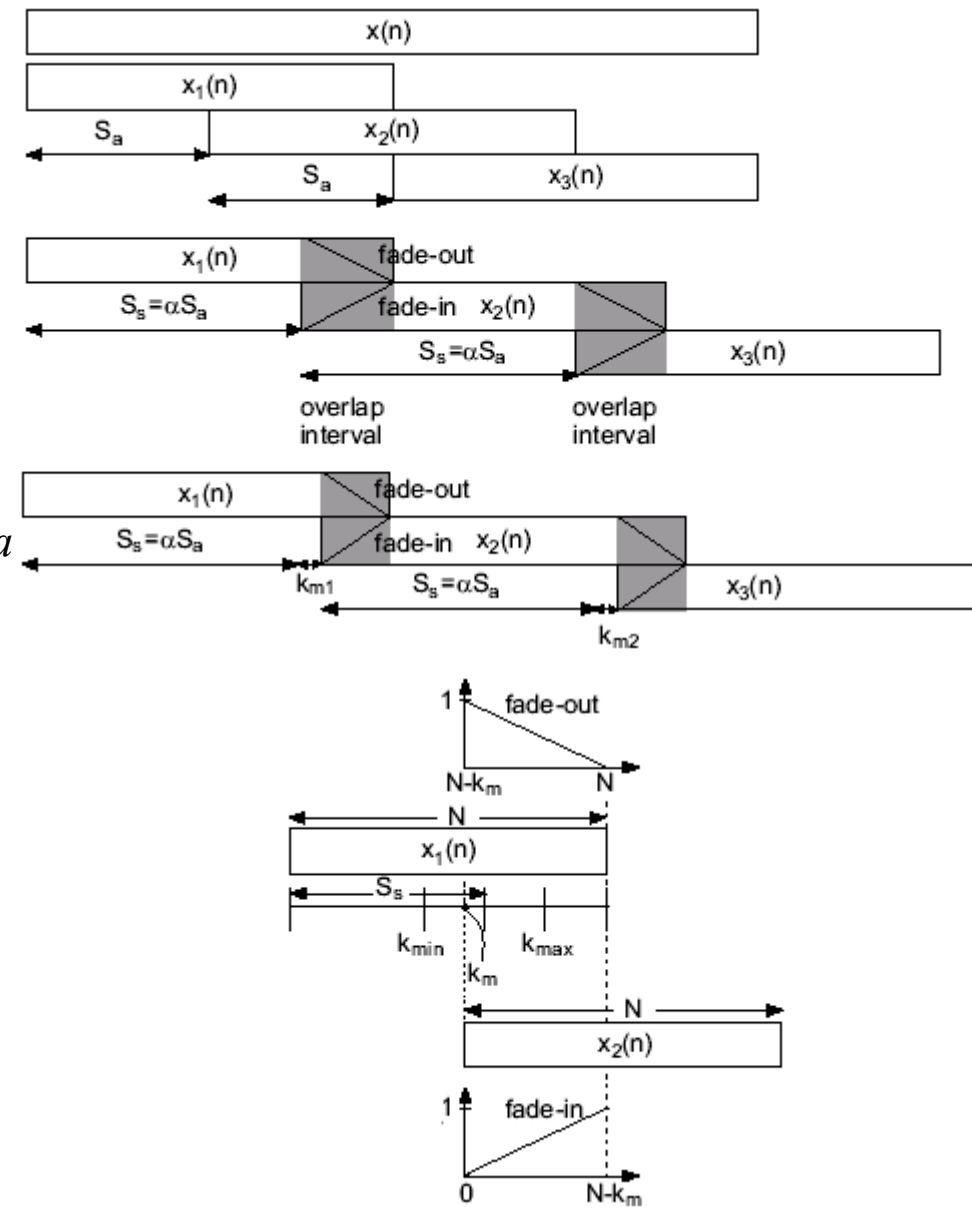 x(n)
x₁(n)
Sₐ x₂(n)
Sₐ x₃(n)
x₁(n) fade-out
Sₛ=αSₐ fade-in x₂(n)
Sₛ=αSₐ x₃(n)
overlap interval overlap interval
x₁(n) fade-out
a Sₛ=αSₐ fade-in x₂(n)
kₘ₁ Sₛ=αSₐ x₃(n)
kₘ₂
1 fade-out
N-kₘ N
N
x₁(n)
Sₛ
kₘᵢₙ kₘₐₓ
kₘ
N
x₂(n)
1 fade-in
0 N-kₘ